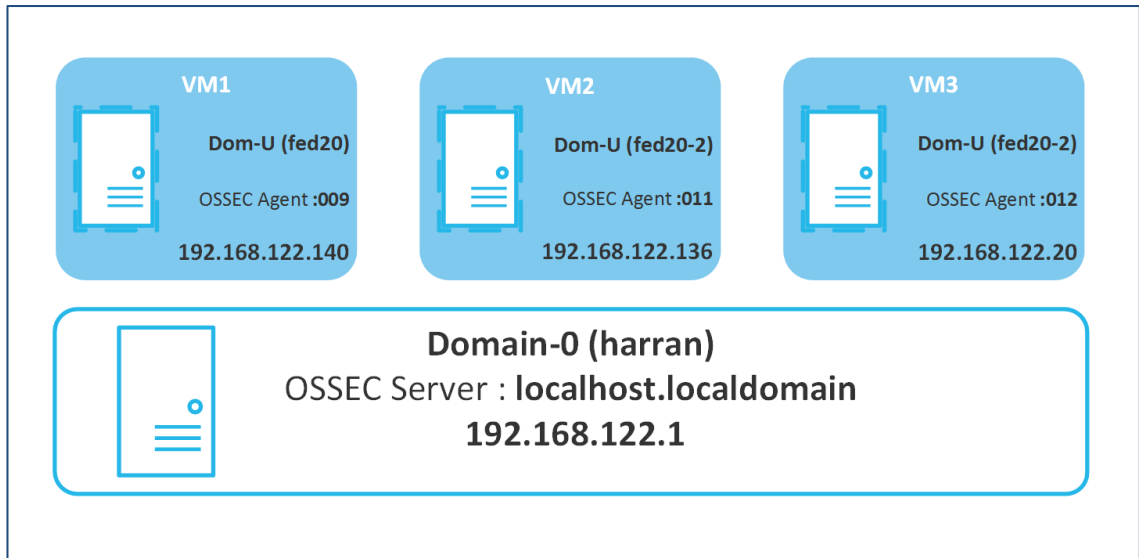 VM1
Dom-U (fed20)
OSSEC Agent :009
192.168.122.140
VM2
Dom-U (fed20-2)
OSSEC Agent :011
192.168.122.136
VM3
Dom-U (fed20-2)
OSSEC Agent :012
192.168.122.20
Domain-0 (harran)
OSSEC Server : localhost.localdomain
192.168.122.1